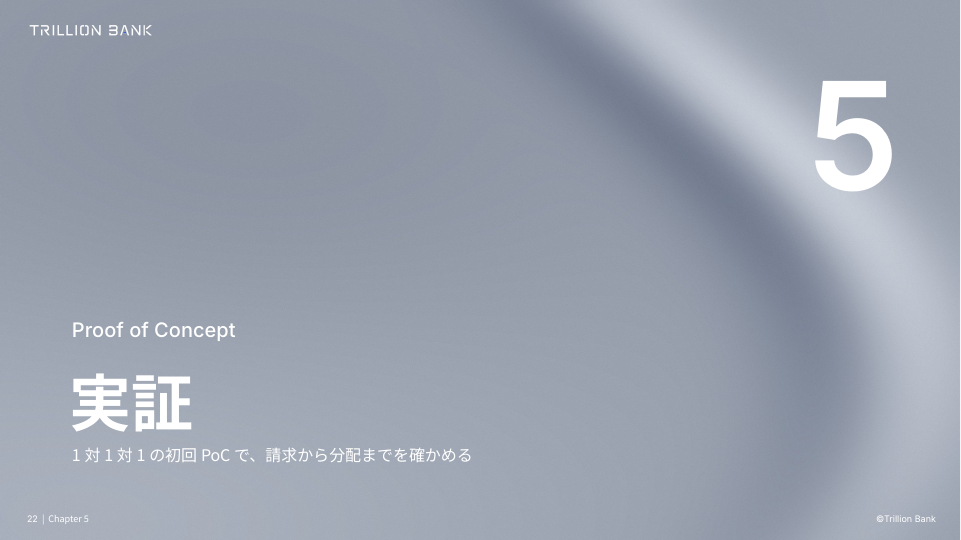 TRILLION BANK
5
Proof of Concept
実証
1 対 1 対 1 の初回 PoC で、請求から分配までを確かめる
22 | Chapter 5
©Trillion Bank